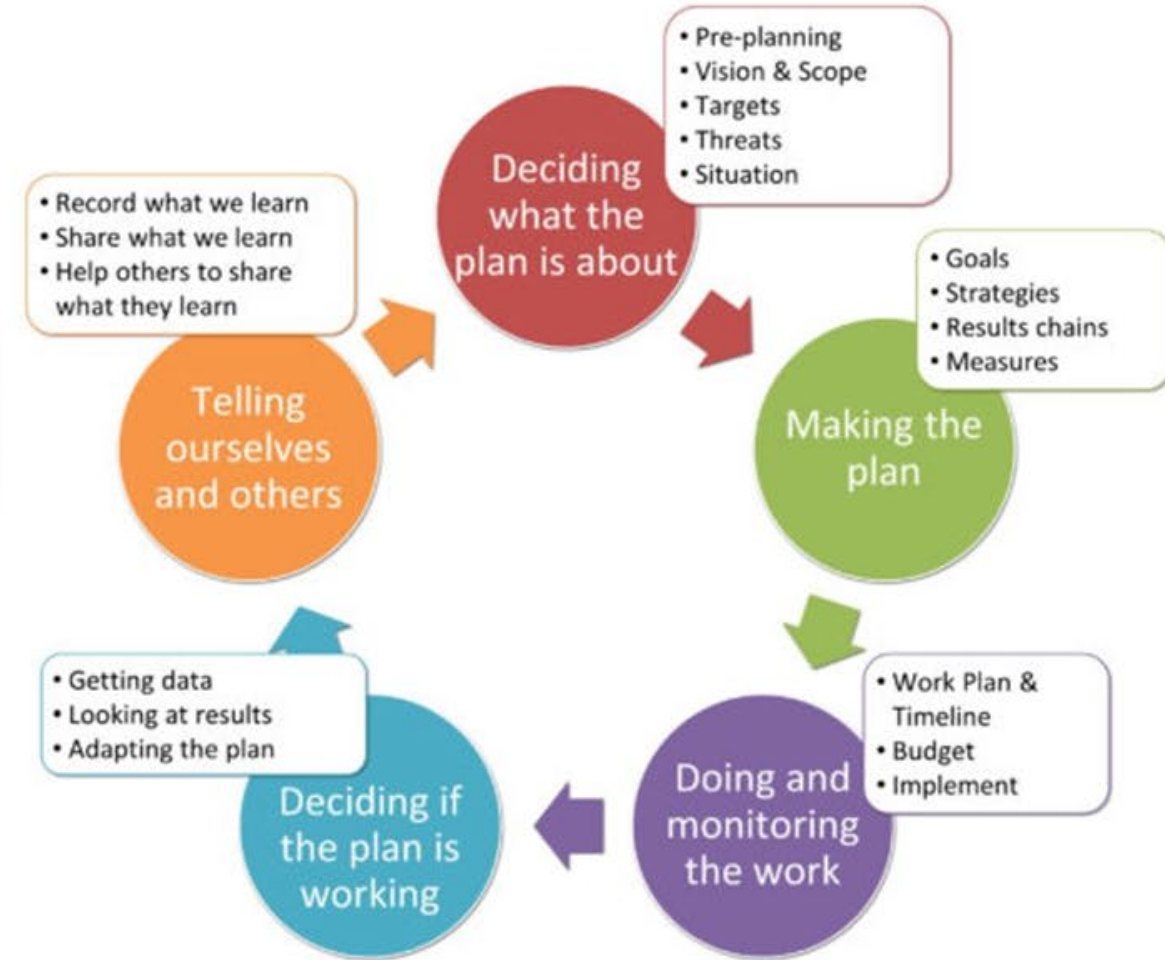 • Pre-planning
• Vision & Scope
• Targets
• Threats
• Situation
Deciding
what the
plan is about
• Goals
• Strategies
• Results chains
• Measures
Making the
plan
• Work Plan &
Timeline
• Budget
• Implement
Doing and
monitoring
the work
• Getting data
• Looking at results
• Adapting the plan
Deciding if
the plan is
working
• Record what we learn
• Share what we learn
• Help others to share
what they learn
Telling
ourselves
and others